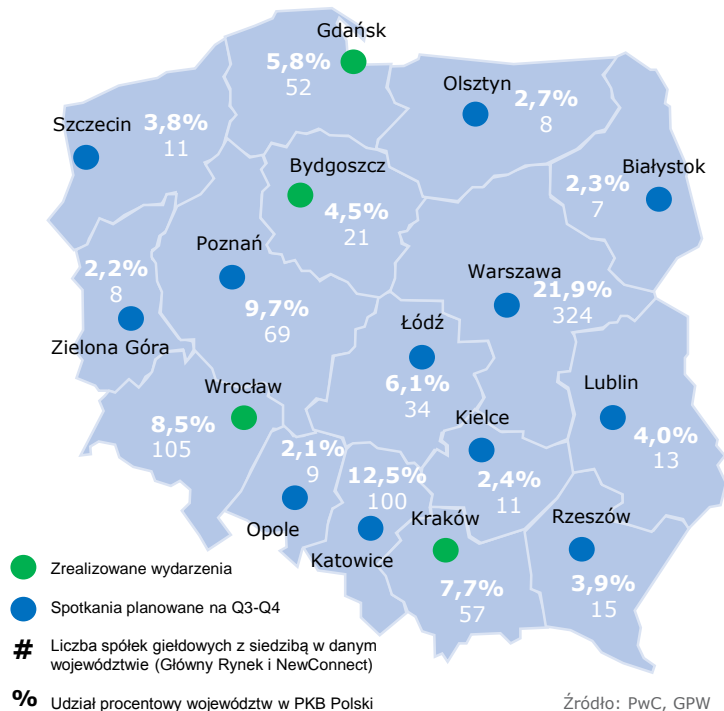 Gdańsk
5,8%
52
Olsztyn
2,7%
8
Szczecin
3,8%
11
Bydgoszcz
4,5%
21
Białystok
2,3%
7
Poznań
9,7%
69
2,2%
8
Zielona Góra
Warszawa
21,9%
324
Łódź
6,1%
34
Wrocław
8,5%
105
Lublin
4,0%
13
Kielce
2,4%
11
2,1%
9
Opole
12,5%
100
Katowice
Kraków
7,7%
57
Rzeszów
3,9%
15
Zrealizowane wydarzenia
Spotkania planowane na Q3-Q4
# Liczba spółek giełdowych z siedzibą w danym
województwie (Główny Rynek i NewConnect)
% Udział procentowy województw w PKB Polski
Źródło: PwC, GPW